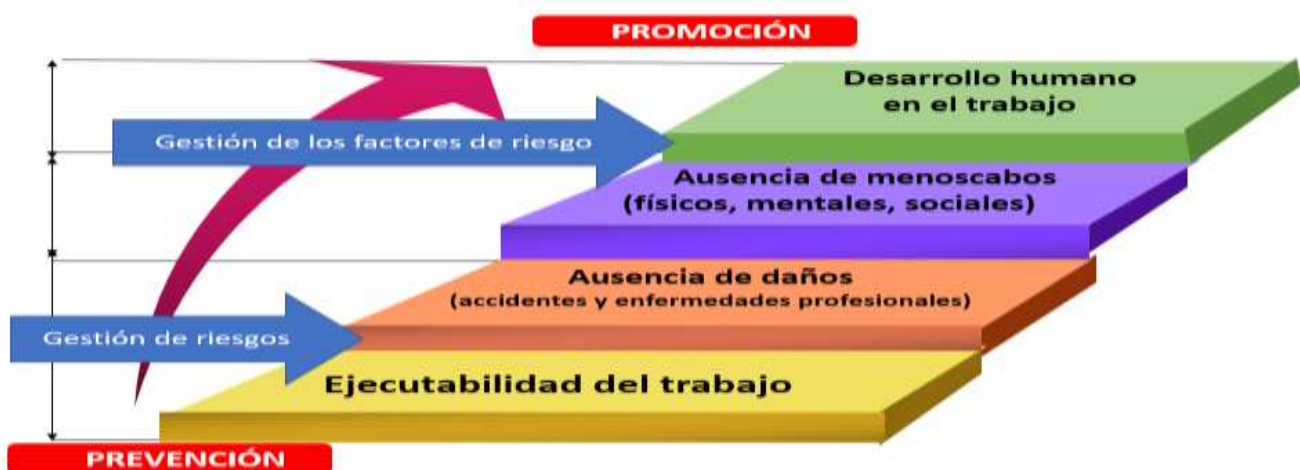 PROMOCIÓN
Desarrollo humano
en el trabajo
Gestión de los factores de riesgo
Ausencia de menoscabos
(físicos, mentales, sociales)
Ausencia de daños
(accidentes y enfermedades profesionales)
Gestión de riesgos
Ejecutabilidad del trabajo
PREVENCIÓN